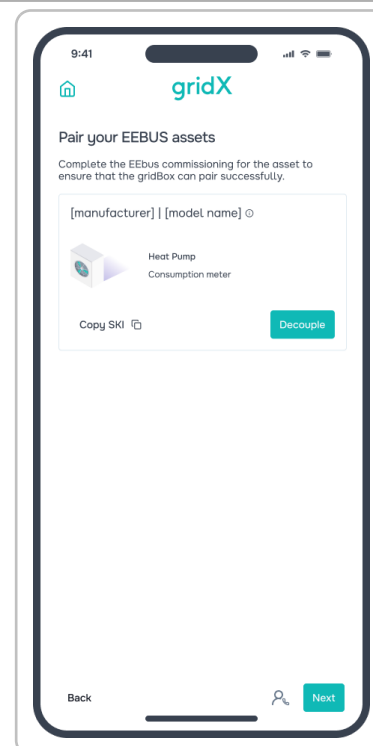 9:41
gridX
Pair your EEBUS assets
Complete the EEbus commissioning for the asset to
ensure that the gridBox can pair successfully.
[manufacturer] | [model name]
Heat Pump
Consumption meter
Copy SKI
Decouple
Back
Next